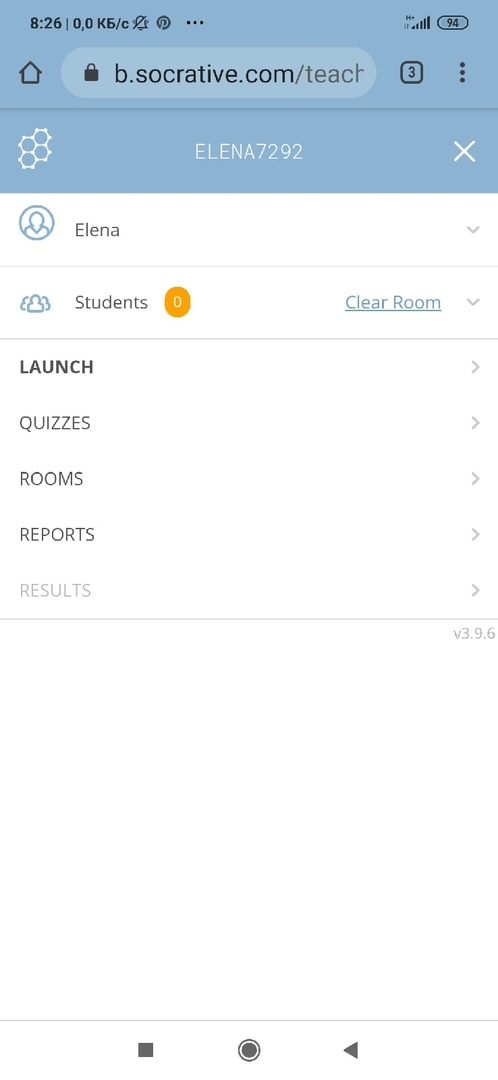 8:26 | 0,0 КБ/с
H+
94
b.socrative.com/teach
3
ELENA7292
Elena
Students 0 Clear Room
LAUNCH
QUIZZES
ROOMS
REPORTS
RESULTS
v3.9.6